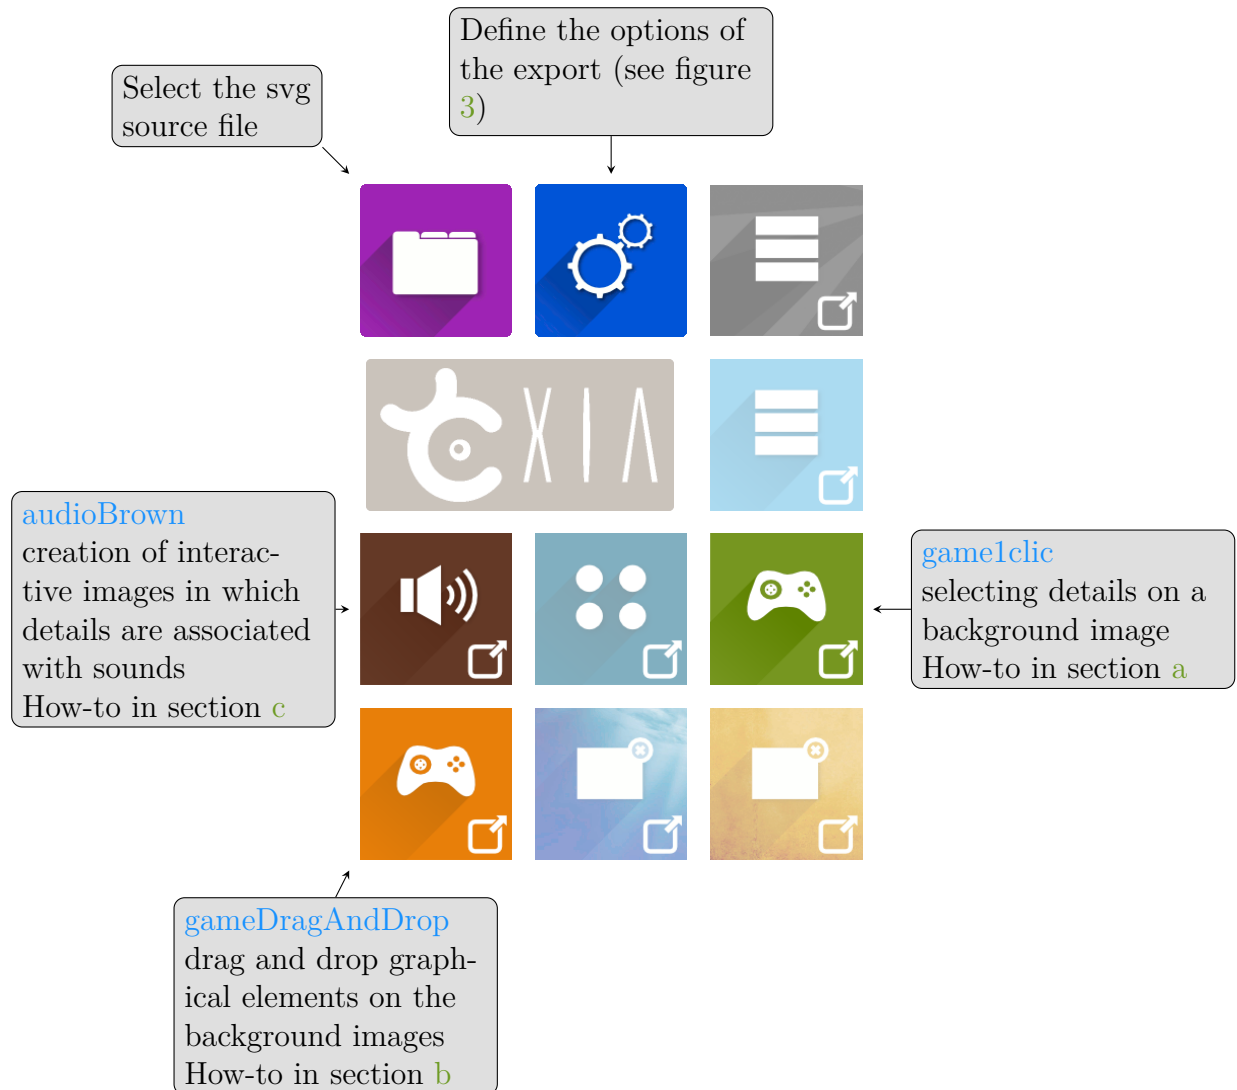 Define the options of
the export (see figure
3)
Select the svg
source file
XIA
audioBrown
creation of interac-
tive images in which
details are associated
with sounds
How-to in section c
game1clic
selecting details on a
background image
How-to in section a
gameDragAndDrop
drag and drop graph-
ical elements on the
background images
How-to in section b